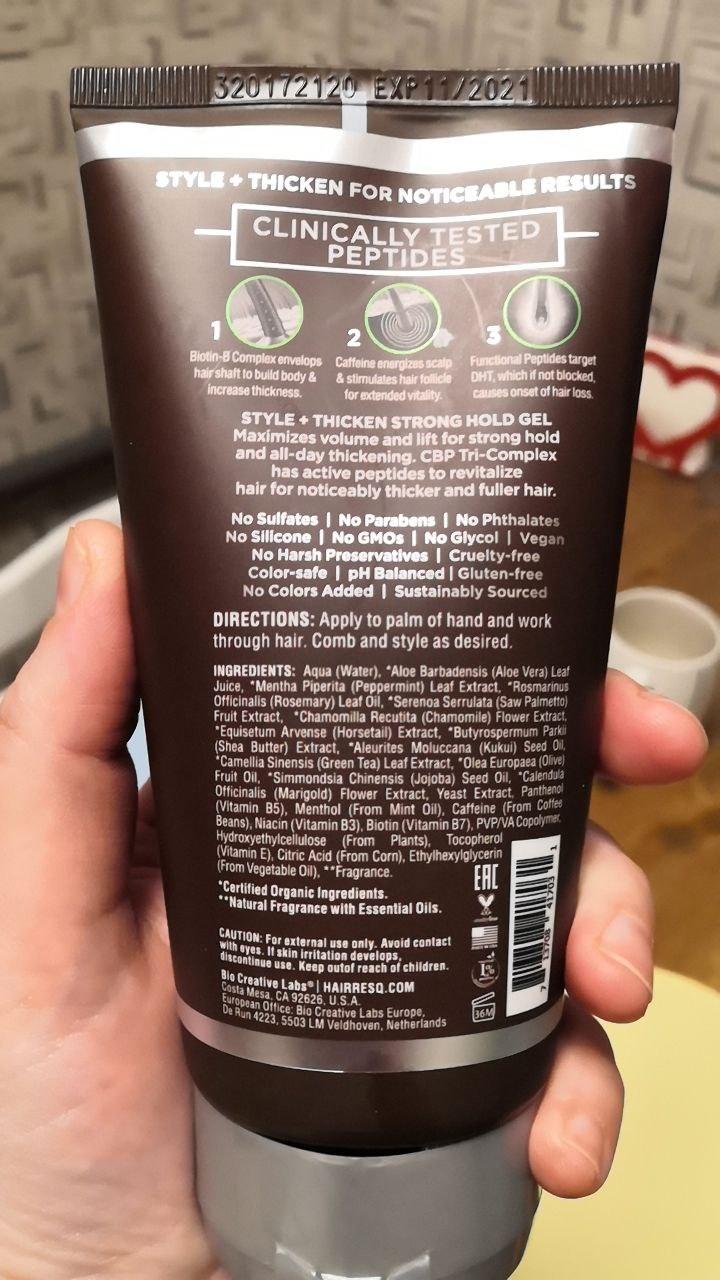 320172120 EXP11/2021
STYLE + THICKEN FOR NOTICEABLE RESULTS
CLINICALLY TESTED
PEPTIDES
1
Biotin-B Complex envelops
hair shaft to build body &
increase thickness.
2
Caffeine energizes scalp
& stimulates hair follicle
for extended vitality.
3
Functional Peptides target
DHT, which if not blocked,
causes onset of hair loss.
STYLE + THICKEN STRONG HOLD GEL
Maximizes volume and lift for strong hold
and all-day thickening. CBP Tri-Complex
has active peptides to revitalize
hair for noticeably thicker and fuller hair.
No Sulfates | No Parabens | No Phthalates
No Silicone | No GMOs | No Glycol | Vegan
No Harsh Preservatives | Cruelty-free
Color-safe | pH Balanced | Gluten-free
No Colors Added | Sustainably Sourced
DIRECTIONS: Apply to palm of hand and work
through hair. Comb and style as desired.
INGREDIENTS: Aqua (Water), *Aloe Barbadensis (Aloe Vera) Leaf
Juice, *Mentha Piperita (Peppermint) Leaf Extract, *Rosmarinus
Officinalis (Rosemary) Leaf Oil, *Serenoa Serrulata (Saw Palmetto)
Fruit Extract, *Chamomilla Recutita (Chamomile) Flower Extract,
*Equisetum Arvense (Horsetail) Extract, *Butyrospermum Parkii
(Shea Butter) Extract, *Aleurites Moluccana (Kukui) Seed Oil,
*Camellia Sinensis (Green Tea) Leaf Extract, *Olea Europaea (Olive)
Fruit Oil, *Simmondsia Chinensis (Jojoba) Seed Oil, *Calendula
Officinalis (Marigold) Flower Extract, Yeast Extract, Panthenol
(Vitamin B5), Menthol (From Mint Oil), Caffeine (From Coffee
Beans), Niacin (Vitamin B3), Biotin (Vitamin B7), PVP/VA Copolymer,
Hydroxyethylcellulose (From Plants), Tocopherol
(Vitamin E), Citric Acid (From Corn), Ethylhexylglycerin
(From Vegetable Oil), **Fragrance.
*Certified Organic Ingredients.
**Natural Fragrance with Essential Oils.
CAUTION: For external use only. Avoid contact
with eyes. If skin irritation develops,
discontinue use. Keep outof reach of children.
Bio Creative Labs® | HAIRRESQ.COM
Costa Mesa, CA 92626, U.S.A.
European Office: Bio Creative Labs Europe,
De Run 4223, 5503 LM Veldhoven, Netherlands
EAC
1%
36M
7 13708 41703 1